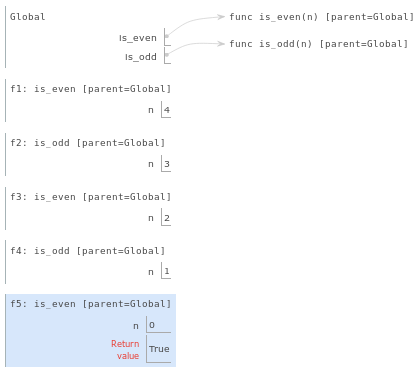 Global
is_even
is_odd
func is_even(n) [parent=Global]
func is_odd(n) [parent=Global]
f1: is_even [parent=Global]
n 4
f2: is_odd [parent=Global]
n 3
f3: is_even [parent=Global]
n 2
f4: is_odd [parent=Global]
n 1
f5: is_even [parent=Global]
n 0
Return
value True